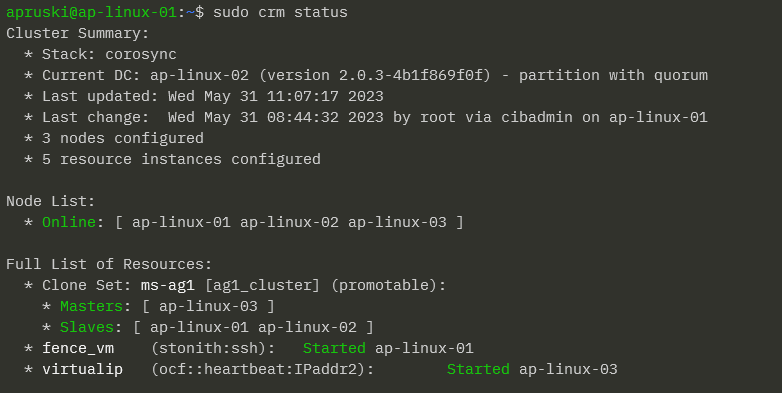 apruski@ap-linux-01:~$ sudo crm status
Cluster Summary:
  * Stack: corosync
  * Current DC: ap-linux-02 (version 2.0.3-4b1f869f0f) - partition with quorum
  * Last updated: Wed May 31 11:07:17 2023
  * Last change:  Wed May 31 08:44:32 2023 by root via cibadmin on ap-linux-01
  * 3 nodes configured
  * 5 resource instances configured

Node List:
  * Online: [ ap-linux-01 ap-linux-02 ap-linux-03 ]

Full List of Resources:
  * Clone Set: ms-ag1 [ag1_cluster] (promotable):
    * Masters: [ ap-linux-03 ]
    * Slaves: [ ap-linux-01 ap-linux-02 ]
  * fence_vm    (stonith:ssh):   Started ap-linux-01
  * virtualip   (ocf::heartbeat:IPaddr2):        Started ap-linux-03